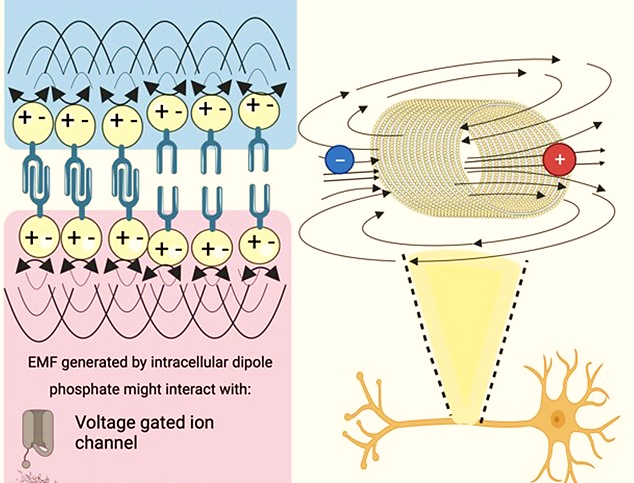 + - + - + - + - + - + -
+ - + - + - + - + - + -
EMF generated by intracellular dipole
phosphate might interact with:
Voltage gated ion
channel
-
+